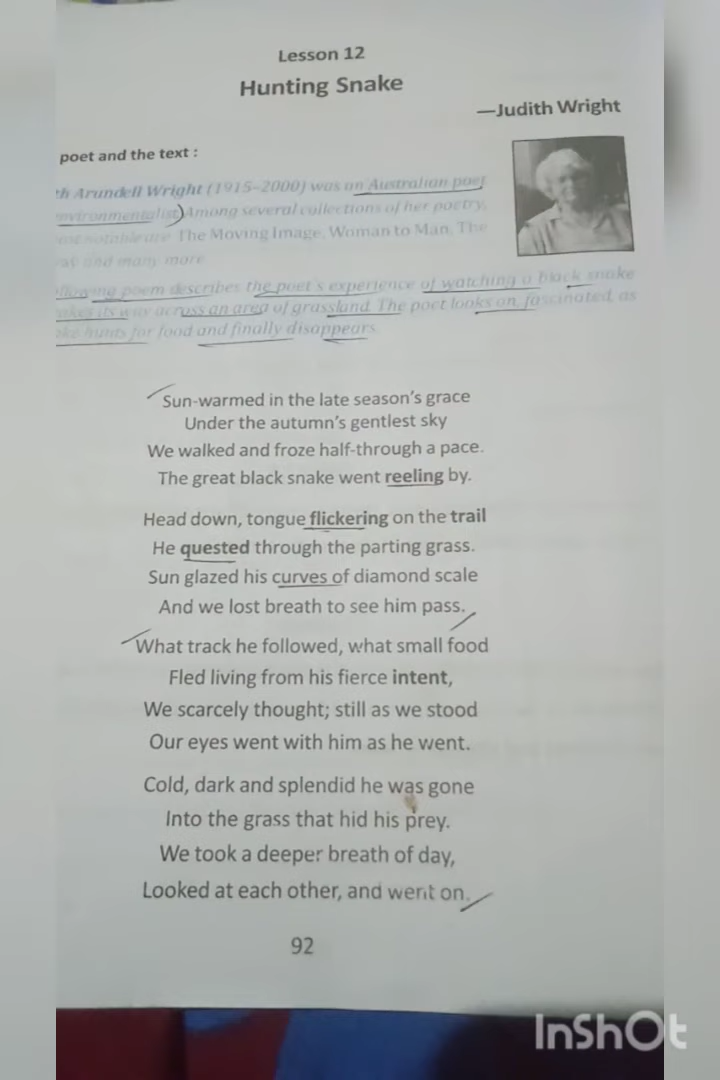 Lesson 12
Hunting Snake
—Judith Wright
poet and the text :
th Arundell Wright (1915–2000) was an Australian poet
environmentalist) Among several collections of her poetry,
The Moving Image, Woman to Man, The
and many more
llowing poem describes the poet's experience of watching a black snake
akes its way across an area of grassland. The poet looks on, fascinated, as
ke hunts for food and finally disappears.
Sun-warmed in the late season's grace
Under the autumn's gentlest sky
We walked and froze half-through a pace.
The great black snake went reeling by.
Head down, tongue flickering on the trail
He quested through the parting grass.
Sun glazed his curves of diamond scale
And we lost breath to see him pass.
What track he followed, what small food
Fled living from his fierce intent,
We scarcely thought; still as we stood
Our eyes went with him as he went.
Cold, dark and splendid he was gone
Into the grass that hid his prey.
We took a deeper breath of day,
Looked at each other, and went on.
92
InShOt